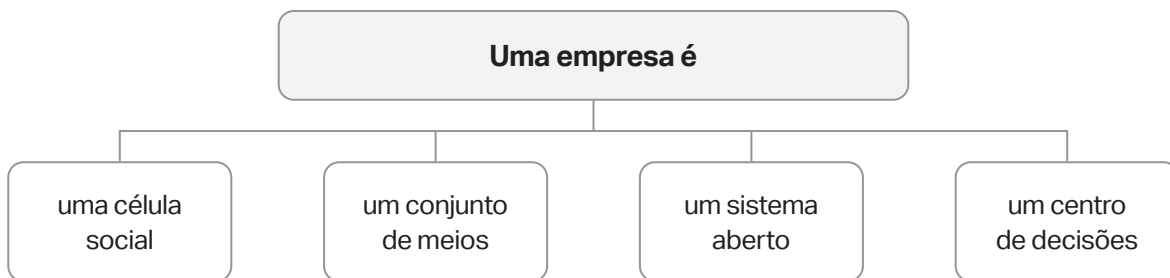 Uma empresa é
uma célula
social
um conjunto
de meios
um sistema
aberto
um centro
de decisões